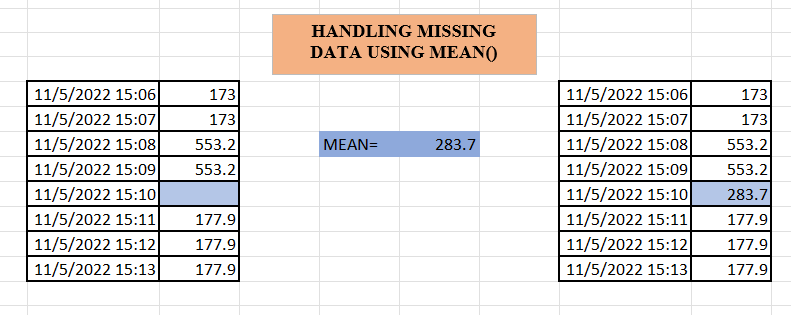 HANDLING MISSING
DATA USING MEAN()
11/5/2022 15:06 173
11/5/2022 15:07 173
11/5/2022 15:08 553.2
11/5/2022 15:09 553.2
11/5/2022 15:10
11/5/2022 15:11 177.9
11/5/2022 15:12 177.9
11/5/2022 15:13 177.9
MEAN= 283.7
11/5/2022 15:06 173
11/5/2022 15:07 173
11/5/2022 15:08 553.2
11/5/2022 15:09 553.2
11/5/2022 15:10 283.7
11/5/2022 15:11 177.9
11/5/2022 15:12 177.9
11/5/2022 15:13 177.9